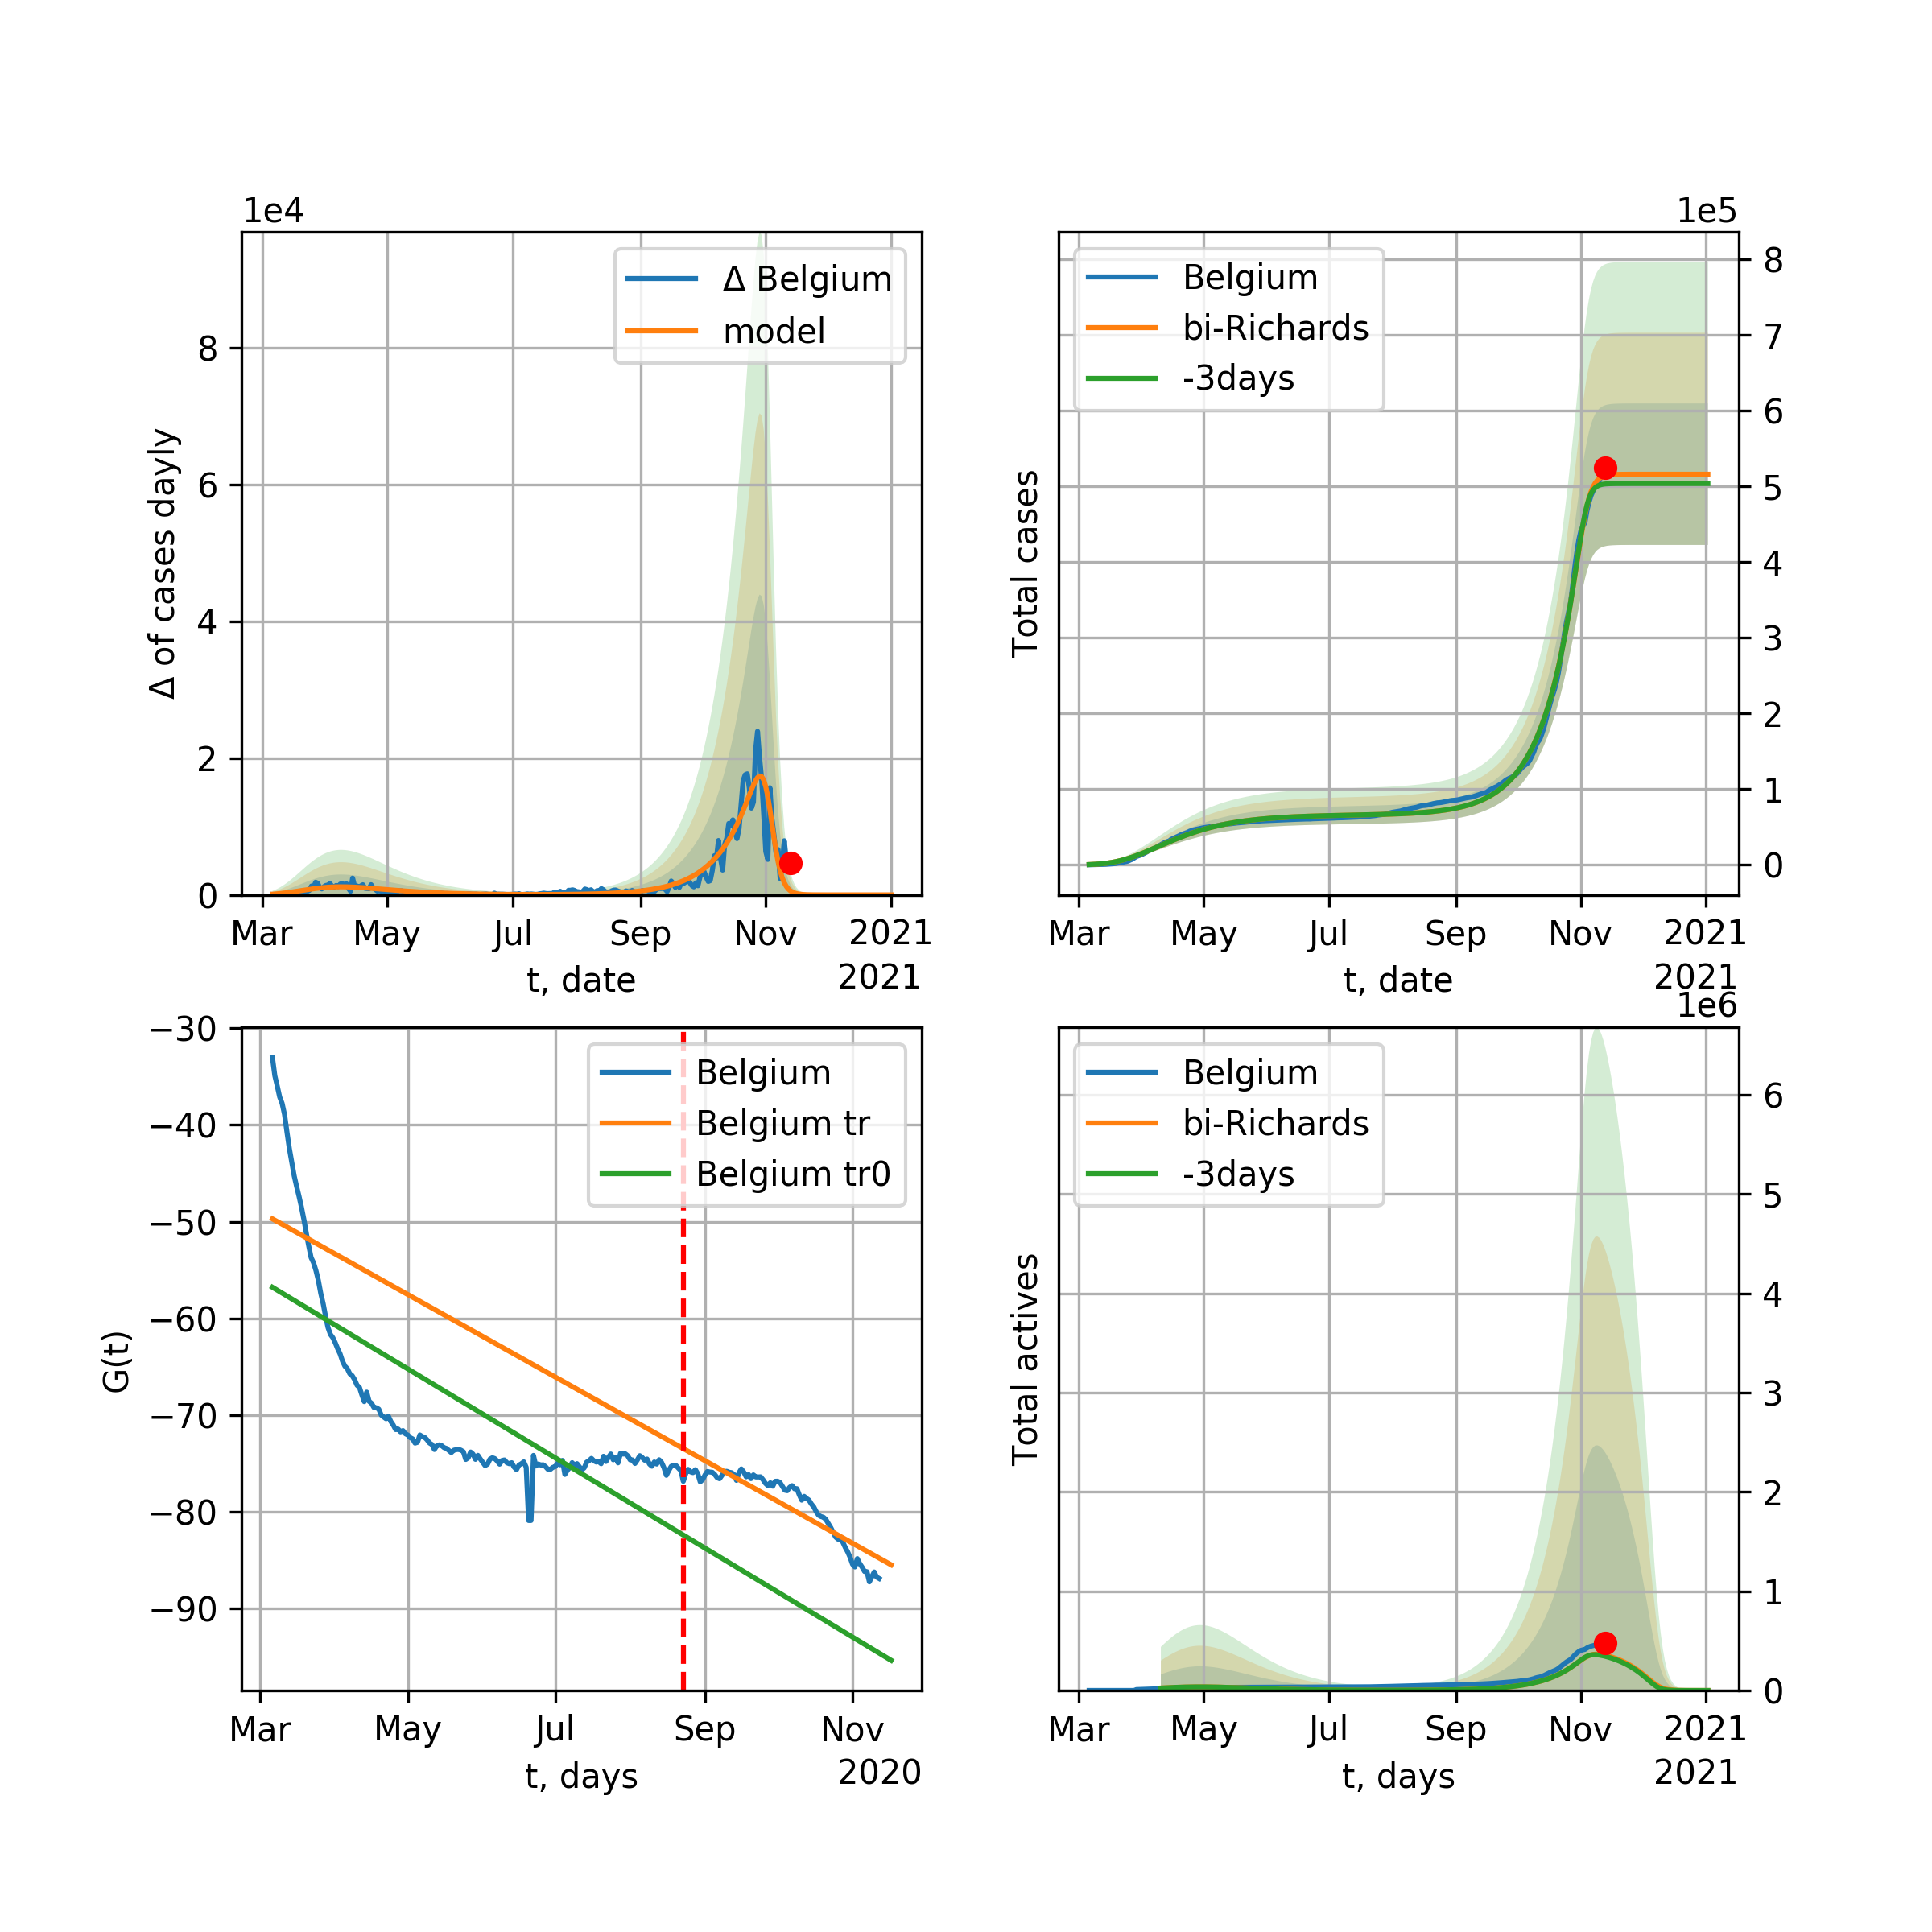 1e4
Δ Belgium
model
8
6
4
2
0
Δ of cases dayly
Mar May Jul Sep Nov 2021
t, date 2021
1e5
Belgium
bi-Richards
-3days
8
7
6
5
4
3
2
1
0
Total cases
Mar May Jul Sep Nov 2021
t, date 2021
−30
−40
−50
−60
−70
−80
−90
G(t)
Belgium
Belgium tr
Belgium tr0
Mar May Jul Sep Nov
t, days 2020
1e6
Belgium
bi-Richards
-3days
6
5
4
3
2
1
0
Total actives
Mar May Jul Sep Nov 2021
t, days 2021